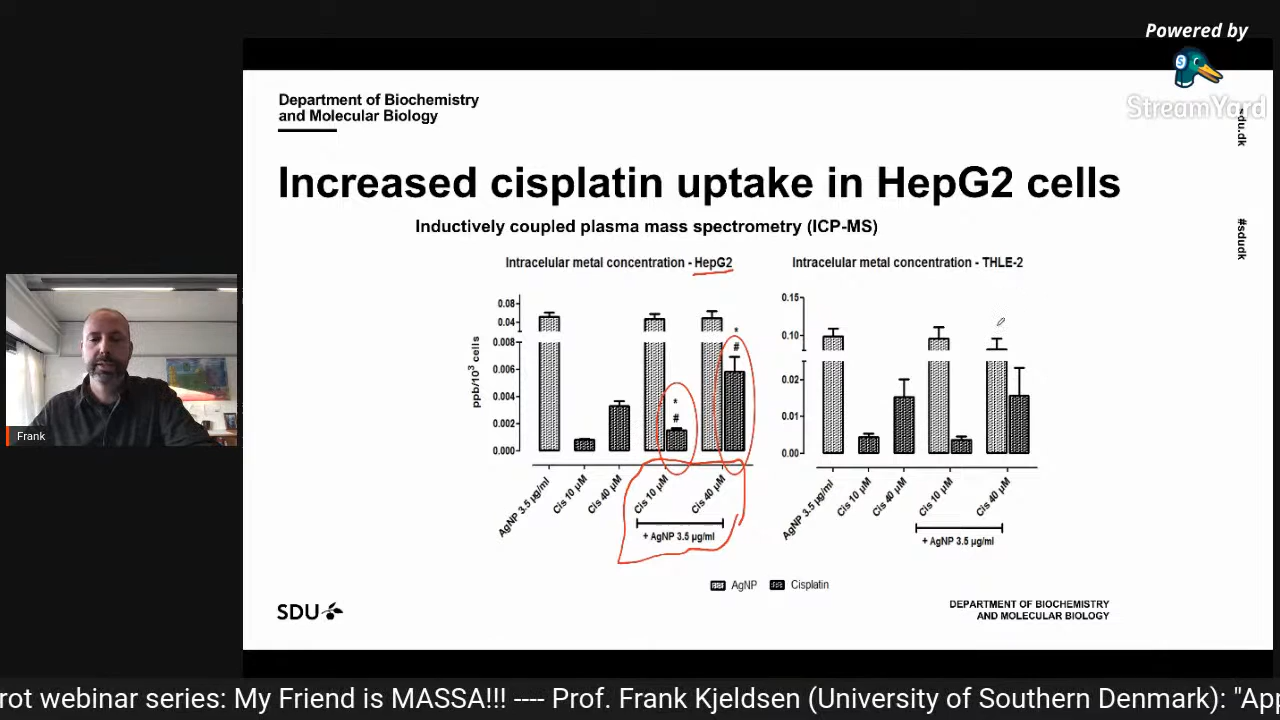 Powered by
StreamYard
Department of Biochemistry
and Molecular Biology
sdu.dk
Increased cisplatin uptake in HepG2 cells
Inductively coupled plasma mass spectrometry (ICP-MS)
#sdudk
Intracelular metal concentration - HepG2
0.08
0.04
0.008
0.006
0.004
0.002
0.000
ppb/10³ cells
*
#
*
#
AgNP 3.5 µg/ml
Cis 10 µM
Cis 40 µM
Cis 10 µM
Cis 40 µM
+ AgNP 3.5 µg/ml
Intracelular metal concentration - THLE-2
0.15
0.10
0.02
0.01
0.00
AgNP 3.5 µg/ml
Cis 10 µM
Cis 40 µM
Cis 10 µM
Cis 40 µM
+ AgNP 3.5 µg/ml
AgNP Cisplatin
Frank
SDU
DEPARTMENT OF BIOCHEMISTRY
AND MOLECULAR BIOLOGY
rot webinar series: My Friend is MASSA!!! ---- Prof. Frank Kjeldsen (University of Southern Denmark): "App